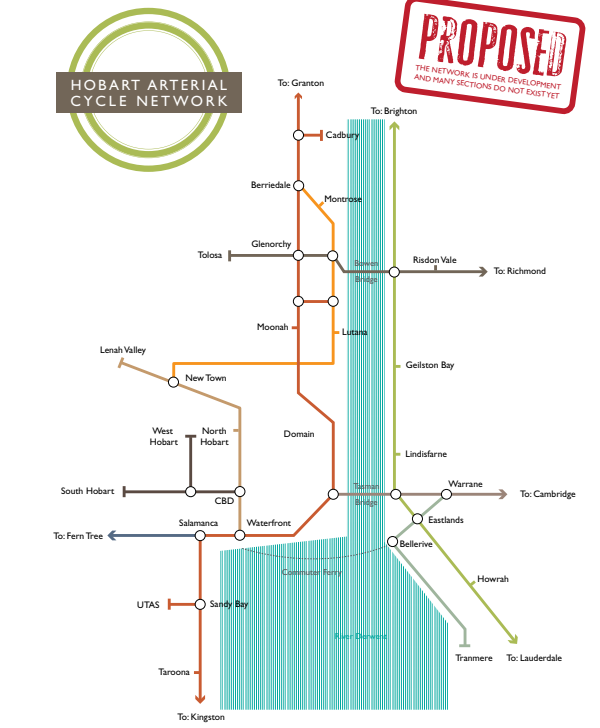 HOBART ARTERIAL
CYCLE NETWORK
PROPOSED
THE NETWORK IS UNDER DEVELOPMENT
AND MANY SECTIONS DO NOT EXIST YET
To: Granton
To: Brighton
Cadbury
Berriedale
Montrose
Glenorchy
Tolosa
Bowen
Bridge
Risdon Vale
To: Richmond
Moonah
Lutana
Lenah Valley
New Town
Geilston Bay
West
Hobart
North
Hobart
Domain
Lindisfarne
South Hobart
CBD
Tasman
Bridge
Warrane
To: Cambridge
Salamanca
Waterfront
Eastlands
To: Fern Tree
Bellerive
Commuter Ferry
Howrah
UTAS
Sandy Bay
River Derwent
Tranmere
To: Lauderdale
Taroona
To: Kingston